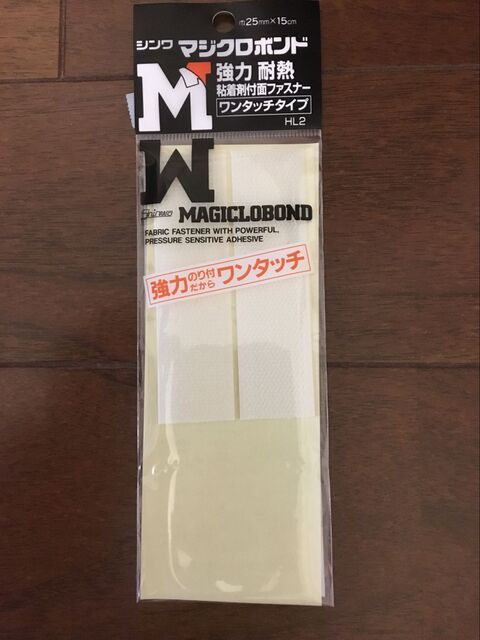 巾25mm×15cm
シンワ マジクロボンド
M
強力 耐熱
粘着剤付面ファスナー
ワンタッチタイプ
HL2
M
Shinwa MAGICLOBOND
FABRIC FASTENER WITH POWERFUL,
PRESSURE SENSITIVE ADHESIVE
強力のり付だからワンタッチ